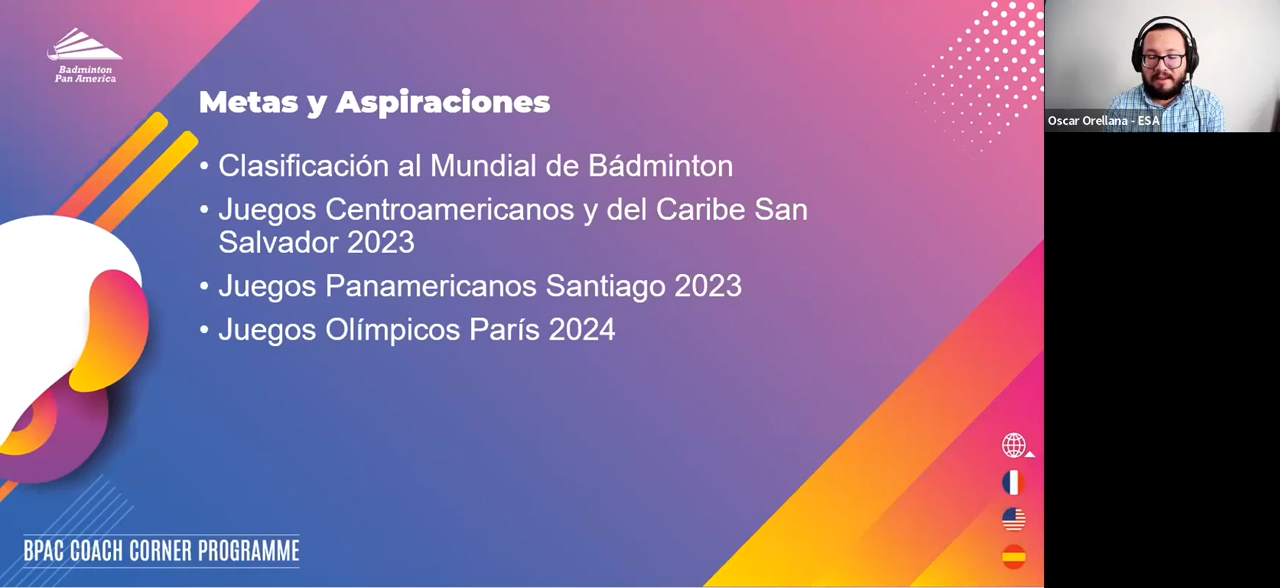 Badminton
Pan America
Metas y Aspiraciones
• Clasificación al Mundial de Bádminton
• Juegos Centroamericanos y del Caribe San
Salvador 2023
• Juegos Panamericanos Santiago 2023
• Juegos Olímpicos París 2024
BPAC COACH CORNER PROGRAMME
Oscar Orellana - ESA